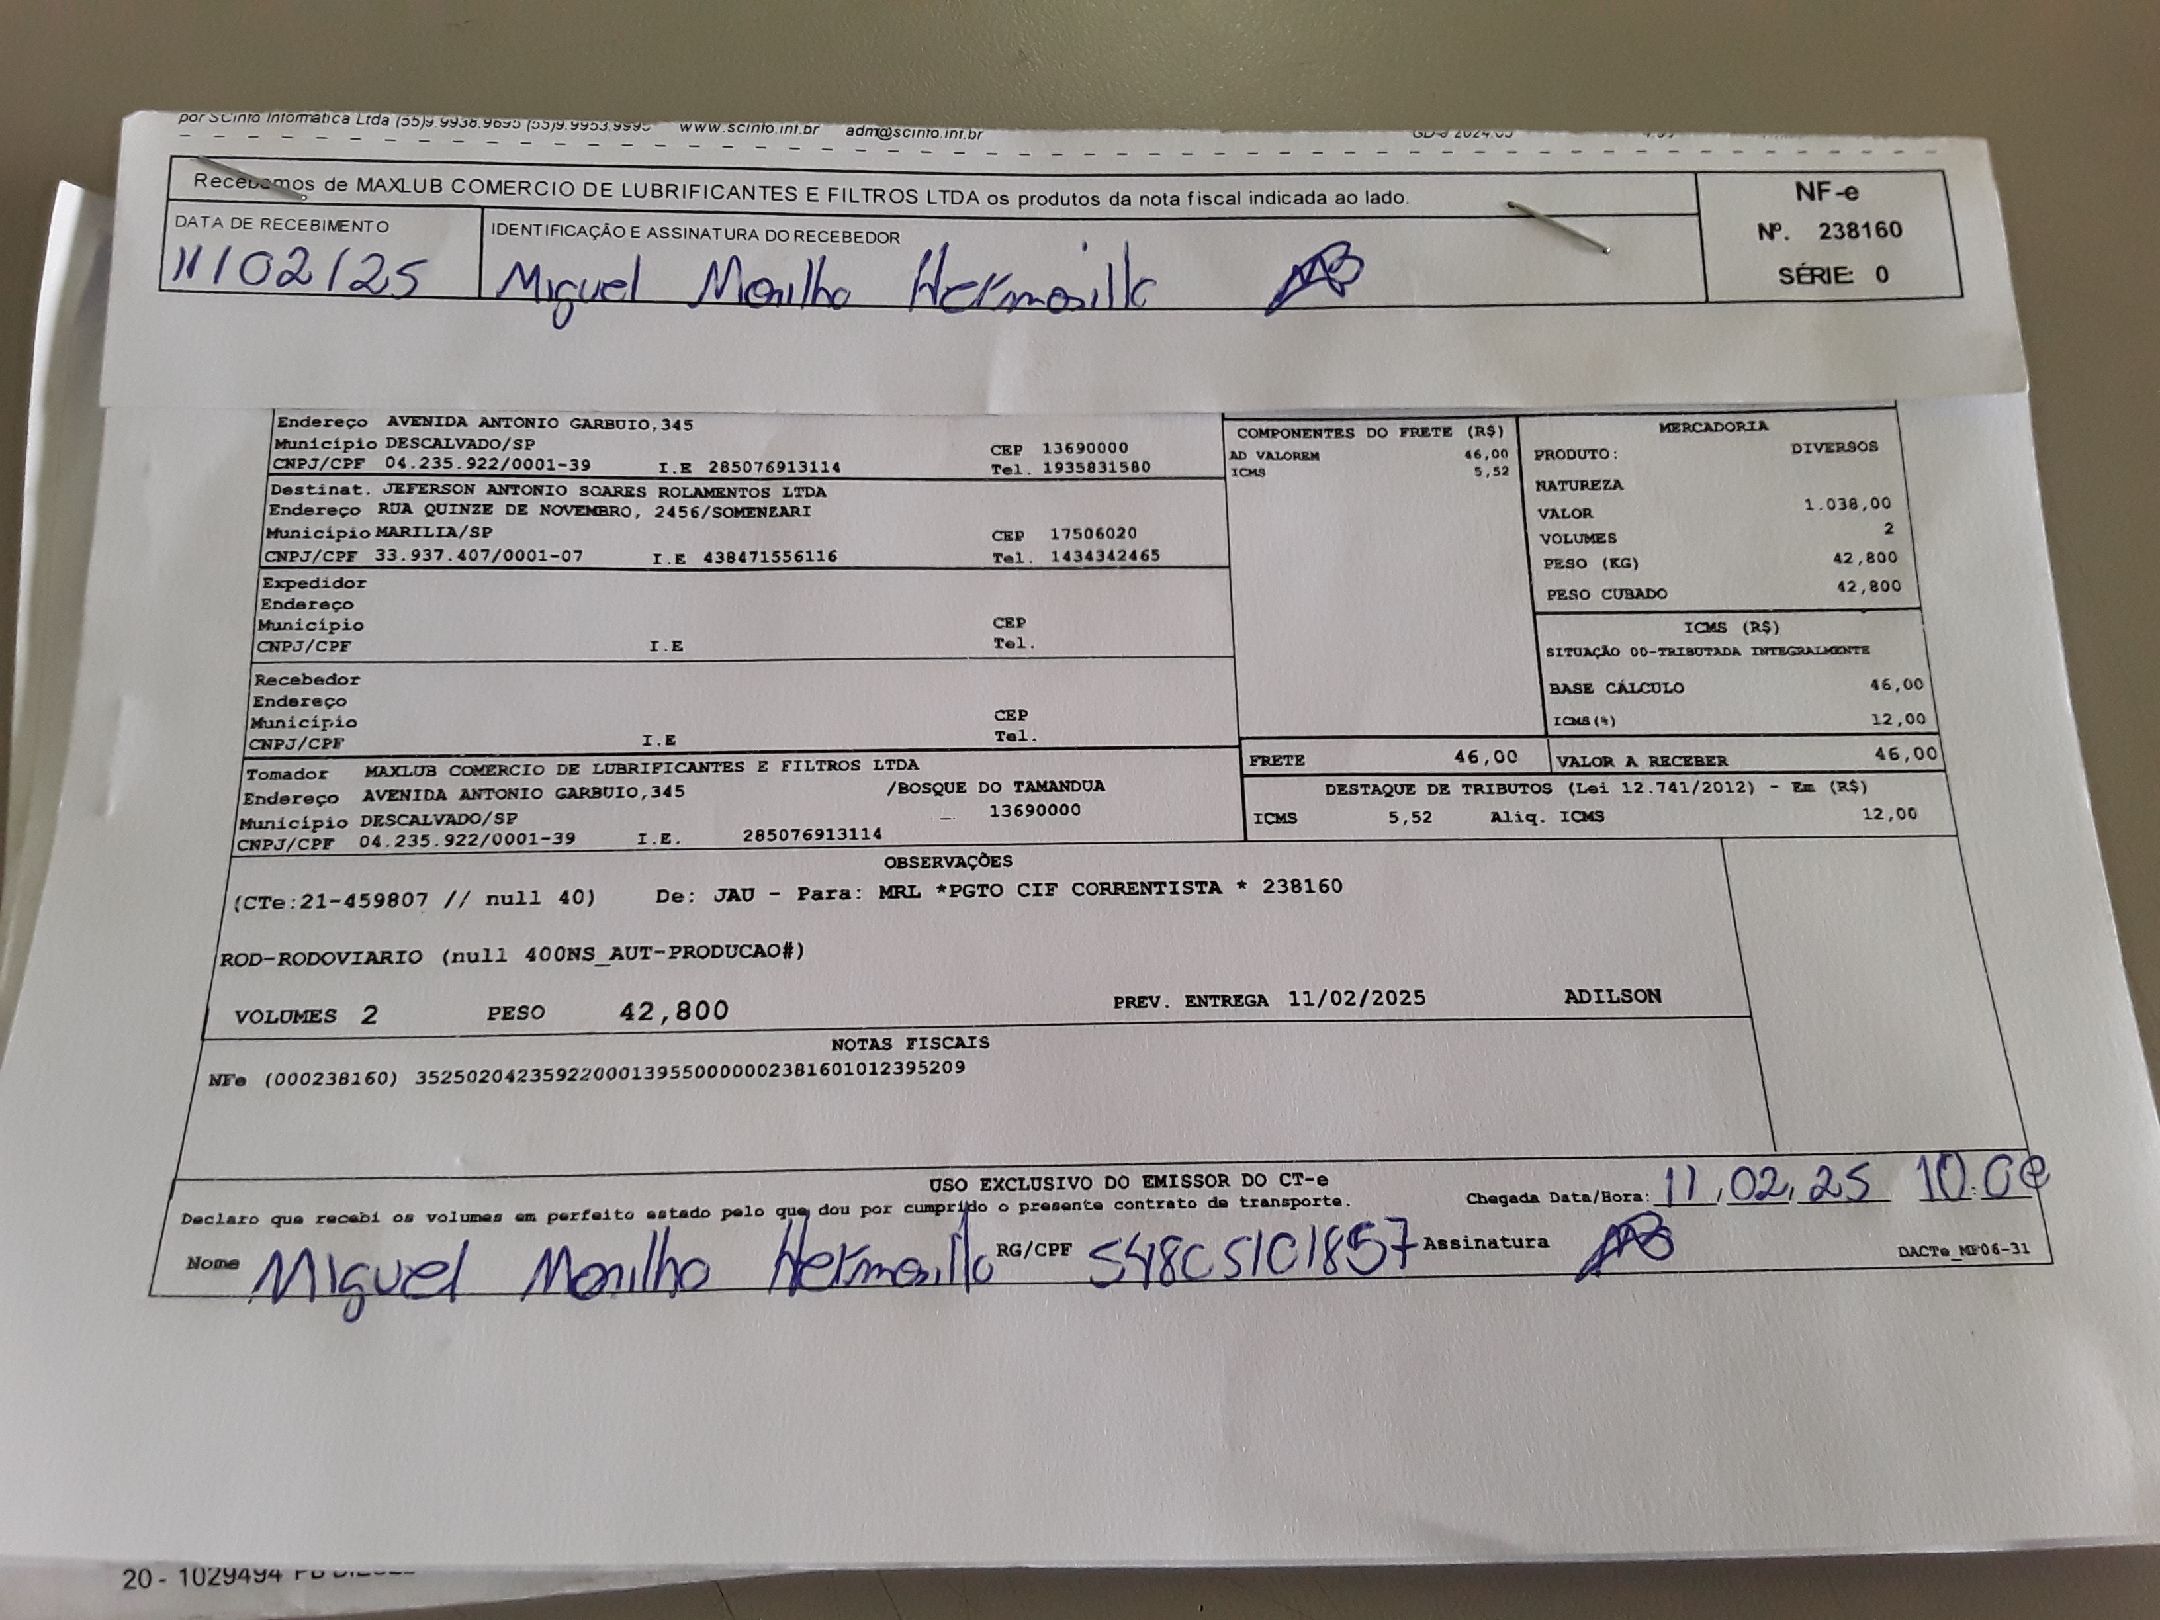 por SCinfo Informática Ltda (55)9.9938.9695 (55)9.9953.9995 www.scinfo.inf.br adm@scinfo.inf.br
Recebemos de MAXLUB COMERCIO DE LUBRIFICANTES E FILTROS LTDA os produtos da nota fiscal indicada ao lado.
NF-e
Nº. 238160
SÉRIE: 0
DATA DE RECEBIMENTO
11/02/25
IDENTIFICAÇÃO E ASSINATURA DO RECEBEDOR
Miguel Morilho Hermosillo
Endereço AVENIDA ANTONIO GARBUIO,345
Município DESCALVADO/SP CEP 13690000
CNPJ/CPF 04.235.922/0001-39 I.E 285076913114 Tel. 1935831580
Destinat. JEFERSON ANTONIO SOARES ROLAMENTOS LTDA
Endereço RUA QUINZE DE NOVEMBRO, 2456/SOMENZARI
Município MARILIA/SP CEP 17506020
CNPJ/CPF 33.937.407/0001-07 I.E 438471556116 Tel. 1434342465
Expedidor
Endereço
Município CEP
CNPJ/CPF I.E Tel.
Recebedor
Endereço
Município CEP
CNPJ/CPF I.E Tel.
Tomador MAXLUB COMERCIO DE LUBRIFICANTES E FILTROS LTDA
Endereço AVENIDA ANTONIO GARBUIO,345 /BOSQUE DO TAMANDUA
Município DESCALVADO/SP 13690000
CNPJ/CPF 04.235.922/0001-39 I.E. 285076913114
COMPONENTES DO FRETE (R$)
AD VALOREM 46,00
ICMS 5,52
MERCADORIA
PRODUTO: DIVERSOS
NATUREZA
VALOR 1.038,00
VOLUMES 2
PESO (KG) 42,800
PESO CUBADO 42,800
ICMS (R$)
SITUAÇÃO 00-TRIBUTADA INTEGRALMENTE
BASE CÁLCULO 46,00
ICMS(%) 12,00
FRETE 46,00 VALOR A RECEBER 46,00
DESTAQUE DE TRIBUTOS (Lei 12.741/2012) - Em (R$)
ICMS 5,52 Aliq. ICMS 12,00
OBSERVAÇÕES
(CTe:21-459807 // null 40) De: JAU - Para: MRL *PGTO CIF CORRENTISTA * 238160
ROD-RODOVIARIO (null 400NS_AUT-PRODUCAO#)
VOLUMES 2 PESO 42,800 PREV. ENTREGA 11/02/2025 ADILSON
NOTAS FISCAIS
NFe (000238160) 35250204235922000139550000002381601012395209
USO EXCLUSIVO DO EMISSOR DO CT-e
Declaro que recebi os volumes em perfeito estado pelo que dou por cumprido o presente contrato de transporte. Chegada Data/Hora: 11,02,25
Nome Miguel Morilho Hermosillo RG/CPF Assinatura DACTe_MP06-31
20 - 1029494